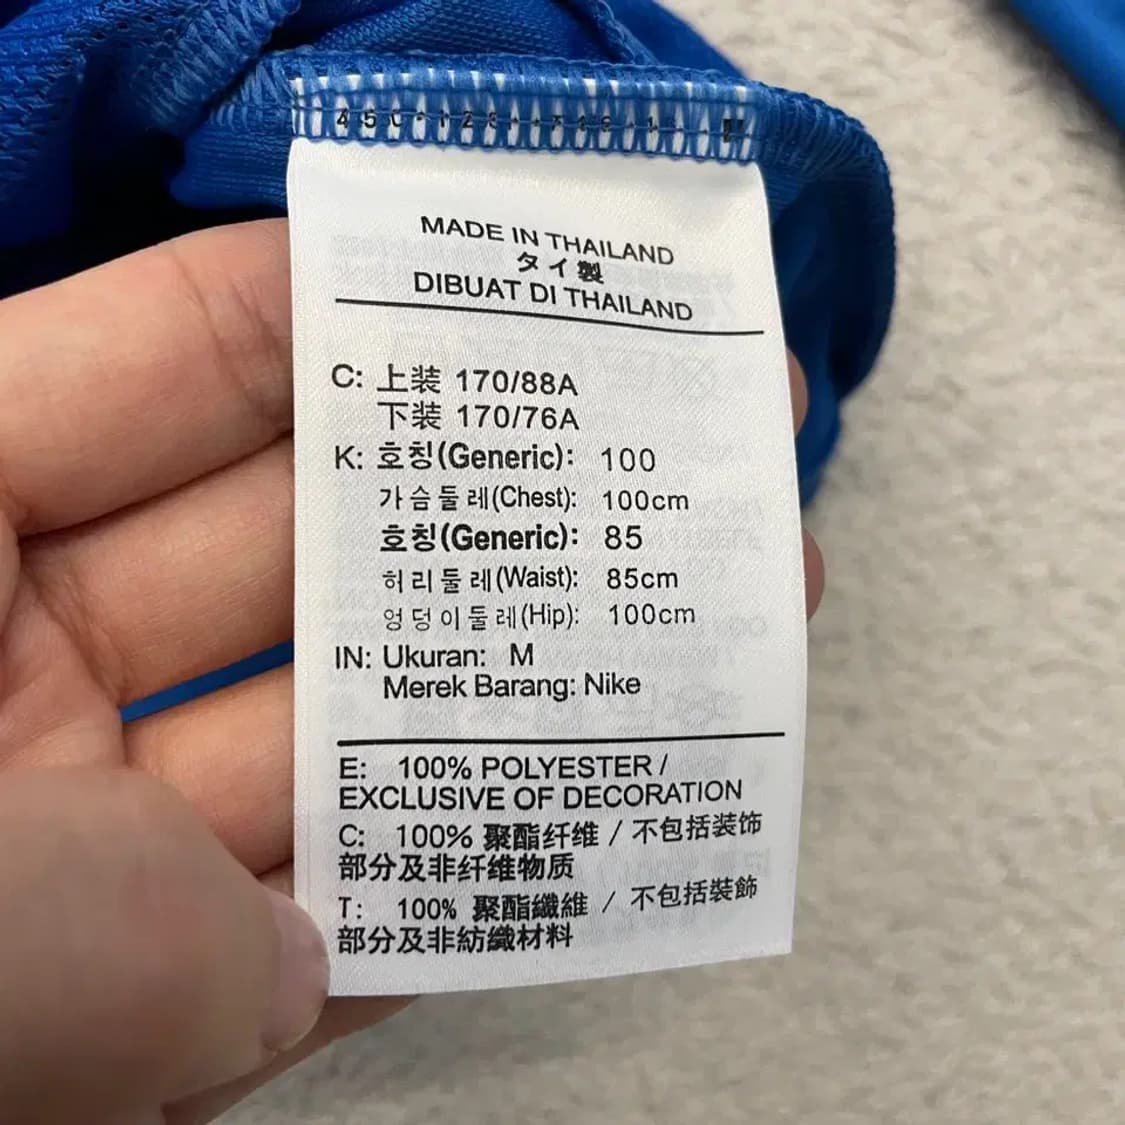 MADE IN THAILAND
タイ製
DIBUAT DI THAILAND
C: 上装 170/88A
下装 170/76A
K: 호칭(Generic): 100
가슴둘레(Chest): 100cm
호칭(Generic): 85
허리둘레(Waist): 85cm
엉덩이둘레(Hip): 100cm
IN: Ukuran: M
Merek Barang: Nike
E: 100% POLYESTER /
EXCLUSIVE OF DECORATION
C: 100% 聚酯纤维 / 不包括装饰
部分及非纤维物质
T: 100% 聚酯纖維 / 不包括裝飾
部分及非紡織材料